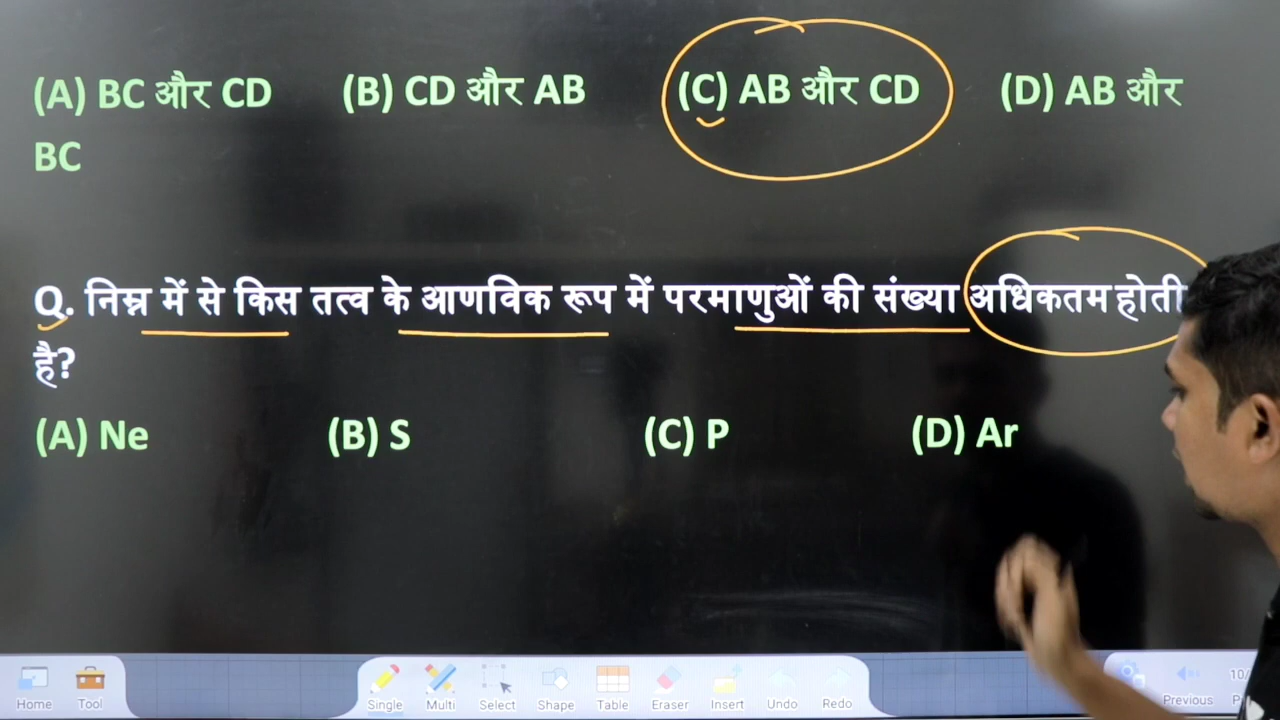 (A) BC और CD (B) CD और AB (C) AB और CD (D) AB और
BC
Q. निम्न में से किस तत्व के आणविक रूप में परमाणुओं की संख्या अधिकतम होती
है?
(A) Ne (B) S (C) P (D) Ar
Home Tool Single Multi Select Shape Table Eraser Insert Undo Redo Previous